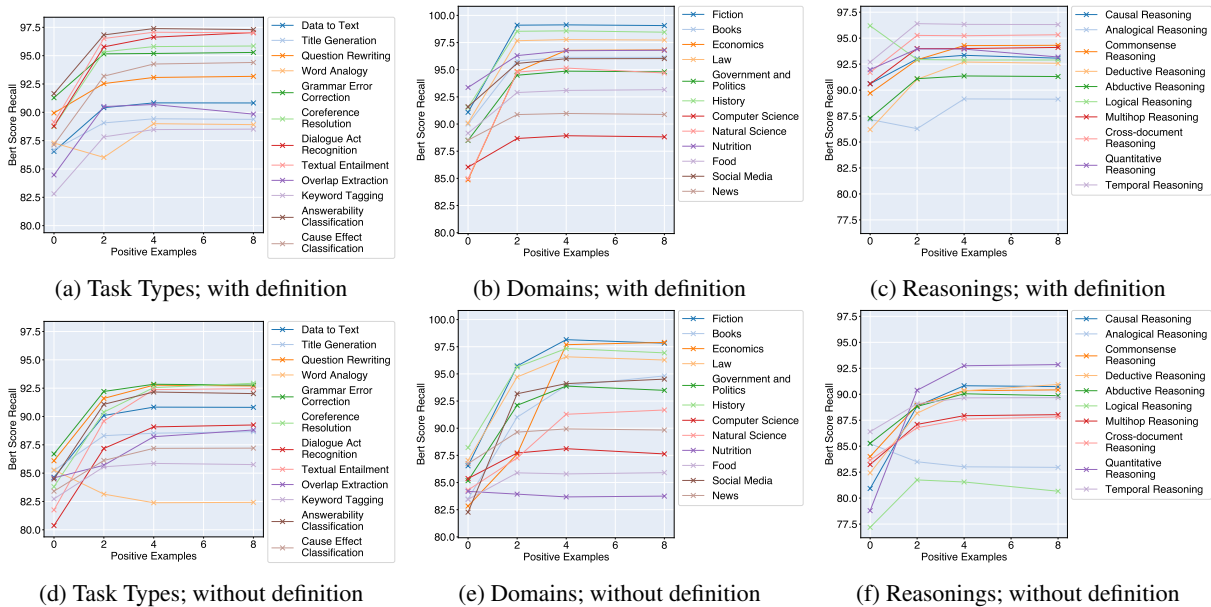 97.5
95.0
92.5
90.0
87.5
85.0
82.5
80.0
Bert Score Recall
0
2
4
6
8
Positive Examples
Data to Text
Title Generation
Question Rewriting
Word Analogy
Grammar Error
Correction
Coreference
Resolution
Dialogue Act
Recognition
Textual Entailment
Overlap Extraction
Keyword Tagging
Answerability
Classification
Cause Effect
Classification
(a) Task Types; with definition
100.0
97.5
95.0
92.5
90.0
87.5
85.0
82.5
80.0
Bert Score Recall
0
2
4
6
8
Positive Examples
Fiction
Books
Economics
Law
Government and
Politics
History
Computer Science
Natural Science
Nutrition
Food
Social Media
News
(b) Domains; with definition
97.5
95.0
92.5
90.0
87.5
85.0
82.5
80.0
77.5
Bert Score Recall
0
2
4
6
8
Positive Examples
Causal Reasoning
Analogical Reasoning
Commonsense
Reasoning
Deductive Reasoning
Abductive Reasoning
Logical Reasoning
Multihop Reasoning
Cross-document
Reasoning
Quantitative
Reasoning
Temporal Reasoning
(c) Reasonings; with definition
97.5
95.0
92.5
90.0
87.5
85.0
82.5
80.0
Bert Recall
0
2
4
6
8
Positive Examples
Data to Text
Title Generation
Question Rewriting
Word Analogy
Grammar Error
Correction
Coreference
Resolution
Dialogue Act
Recognition
Textual Entailment
Overlap Extraction
Keyword Tagging
Answerability
Classification
Cause Effect
Classification
(d) Task Types; without definition
100.0
97.5
95.0
92.5
90.0
87.5
85.0
82.5
80.0
Bert Score Recall
0
2
4
6
8
Positive Examples
Fiction
Books
Economics
Law
Government and
Politics
History
Computer Science
Natural Science
Nutrition
Food
Social Media
News
(e) Domains; without definition
97.5
95.0
92.5
90.0
87.5
85.0
82.5
80.0
77.5
Bert Score Recall
0
2
4
6
8
Positive Examples
Causal Reasoning
Analogical Reasoning
Commonsense
Reasoning
Deductive Reasoning
Abductive Reasoning
Logical Reasoning
Multihop Reasoning
Cross-document
Reasoning
Quantitative
Reasoning
Temporal Reasoning
(f) Reasonings; without definition